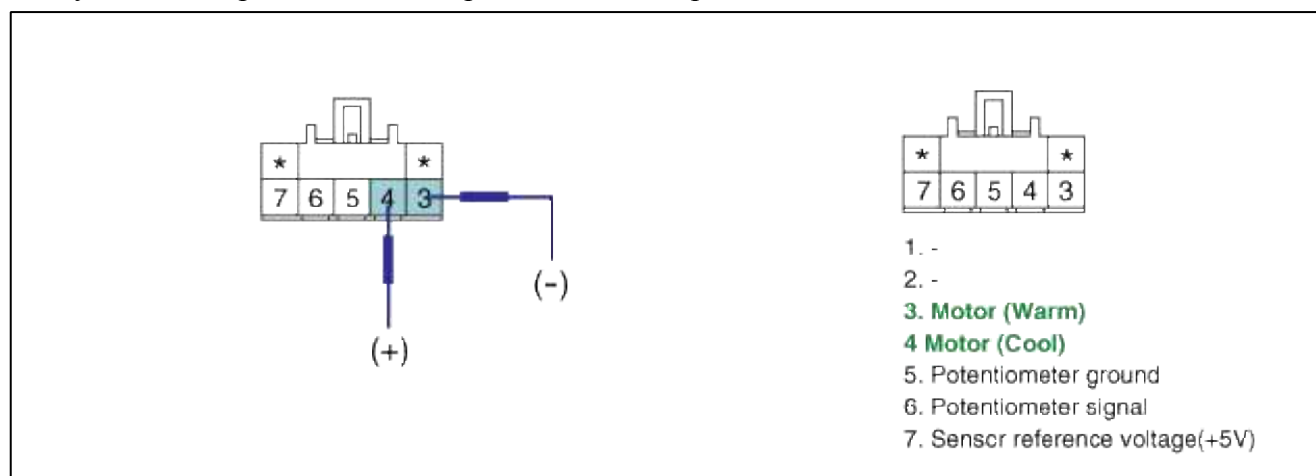 * *
7 6 5 4 3
(-)
(+)
* *
7 6 5 4 3
1. -
2. -
3. Motor (Warm)
4 Motor (Cool)
5. Potentiometer ground
6. Potentiometer signal
7. Senscr reference voltage(+5V)